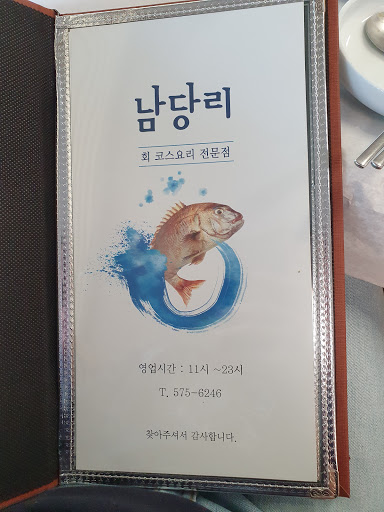 남당리
회 코스요리 전문점
영업시간 : 11시 ~23시
T. 575-6246
찾아주셔서 감사합니다.